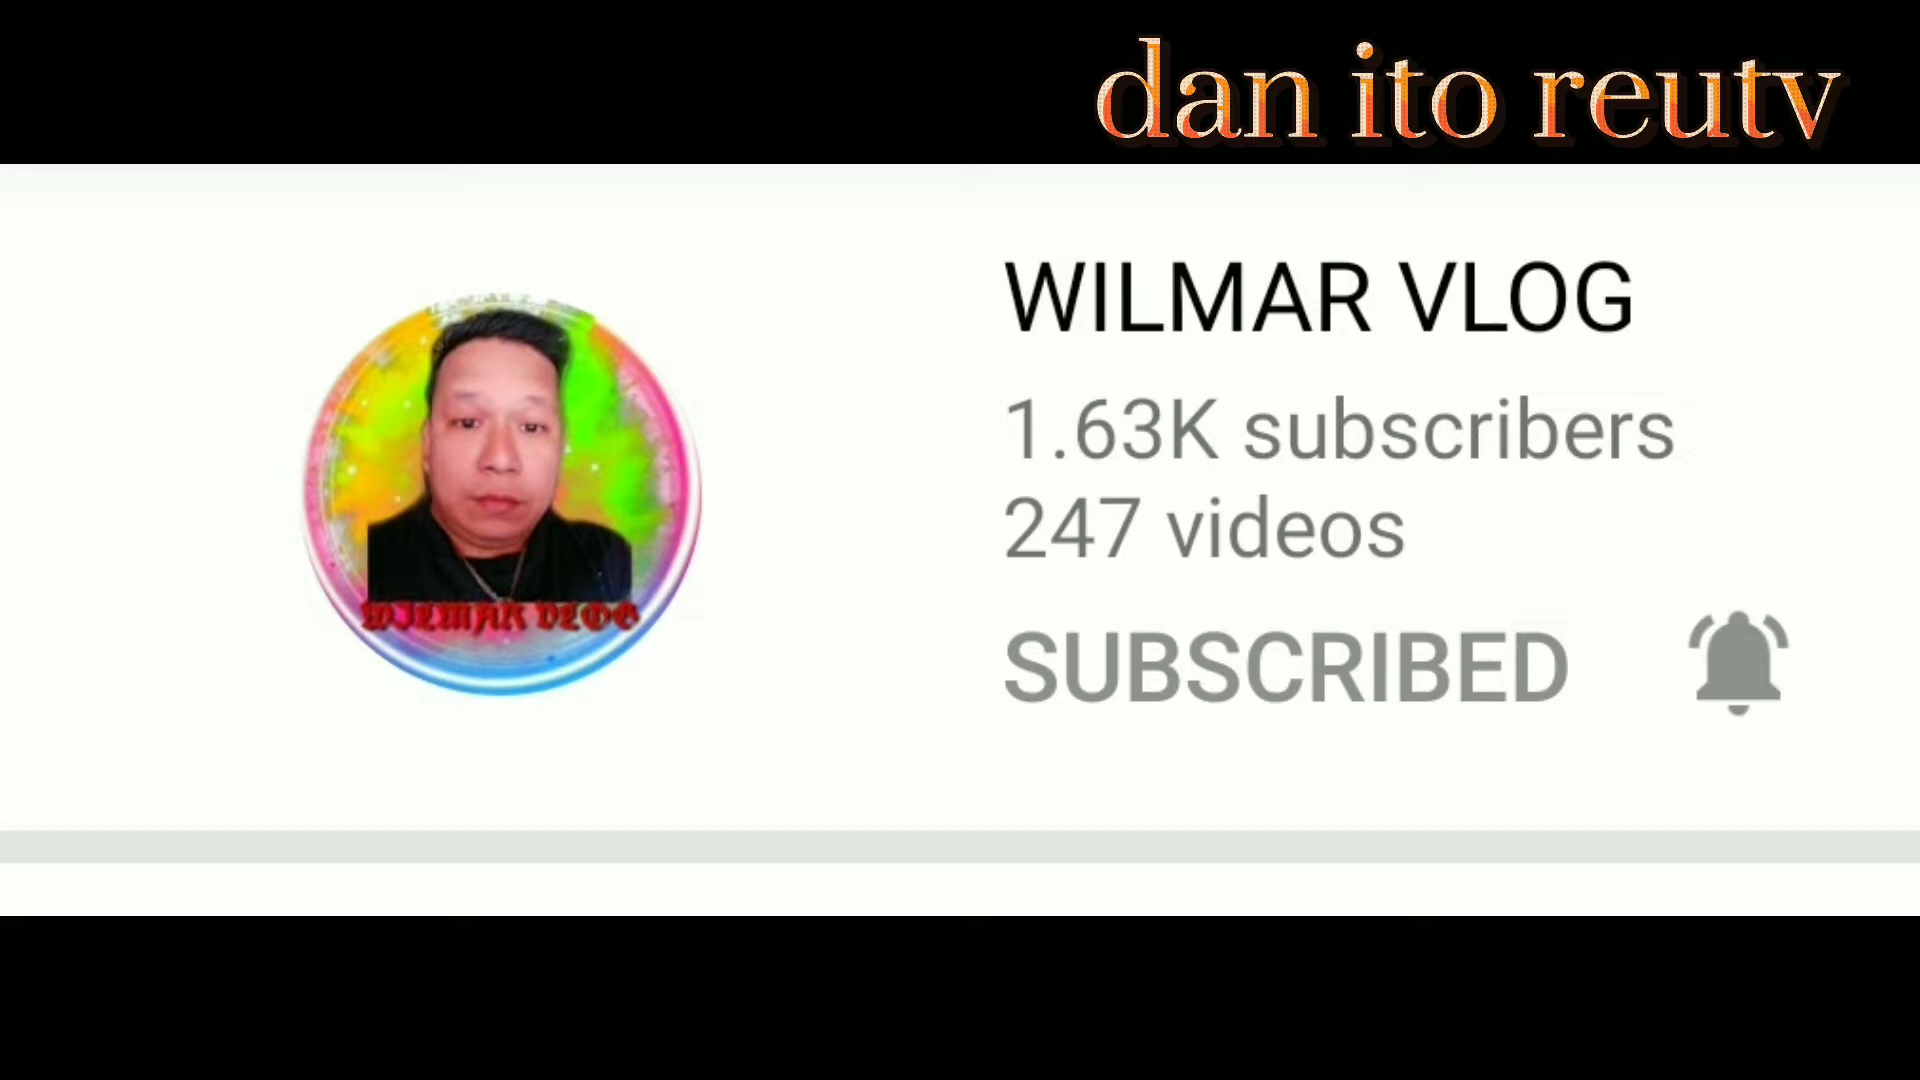 dan ito reutv
WILMAR VLOG
1.63K subscribers
247 videos
SUBSCRIBED
WILMAR VLOG